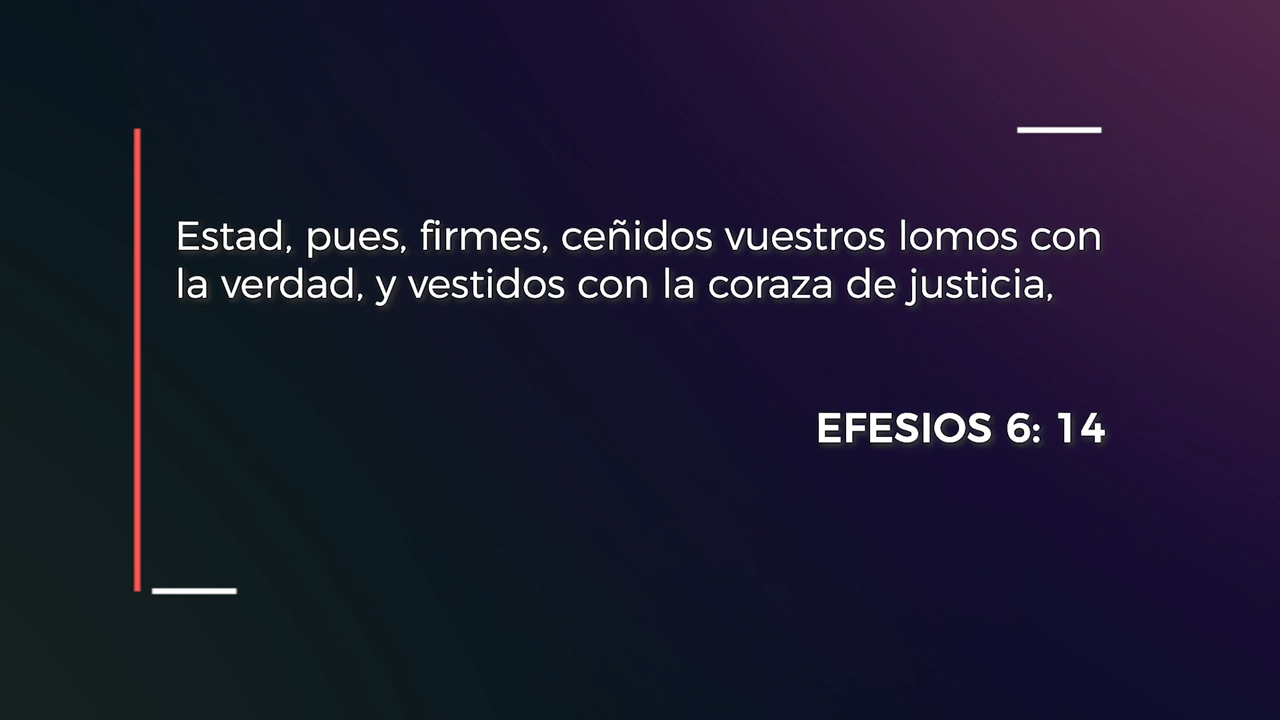 Estad, pues, firmes, ceñidos vuestros lomos con
la verdad, y vestidos con la coraza de justicia,
EFESIOS 6: 14